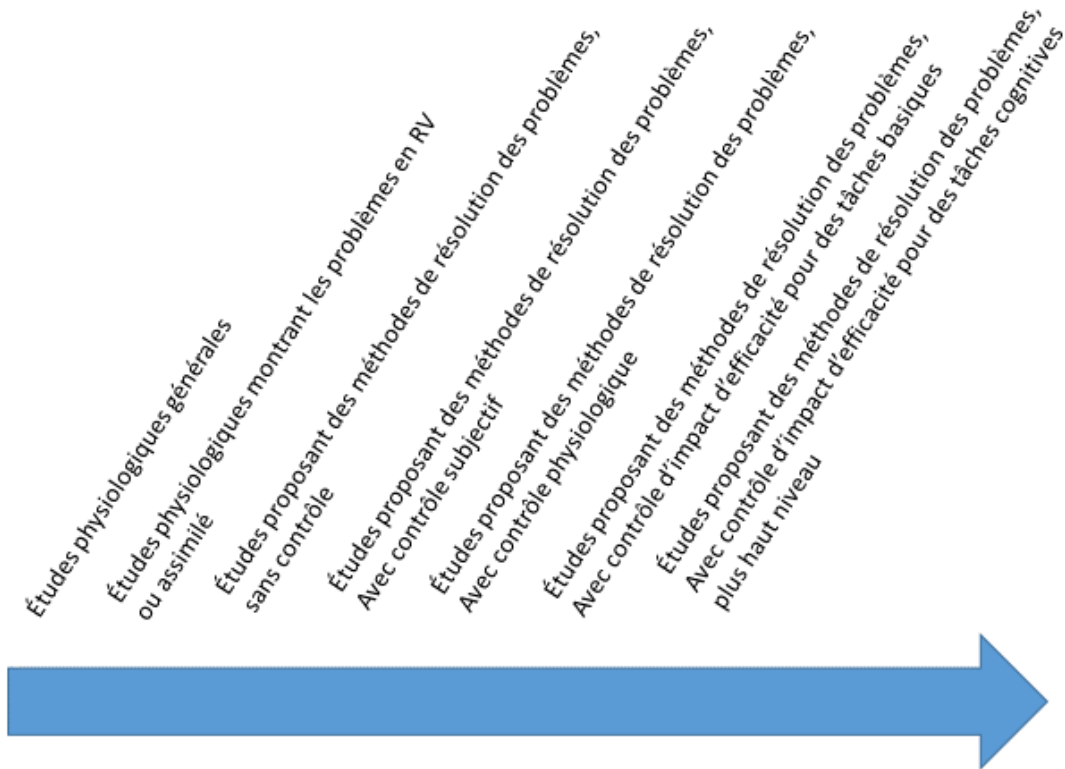 Études physiologiques générales
Études physiologiques montrant les problèmes en RV
ou assimilé
Études proposant des méthodes de résolution des problèmes,
sans contrôle
Études proposant des méthodes de résolution des problèmes,
Avec contrôle subjectif
Études proposant des méthodes de résolution des problèmes,
Avec contrôle physiologique
Études proposant des méthodes de résolution des problèmes,
Avec contrôle d'impact d'efficacité pour des tâches basiques
Études proposant des méthodes de résolution des problèmes,
Avec contrôle d'impact d'efficacité pour des tâches cognitives
plus haut niveau